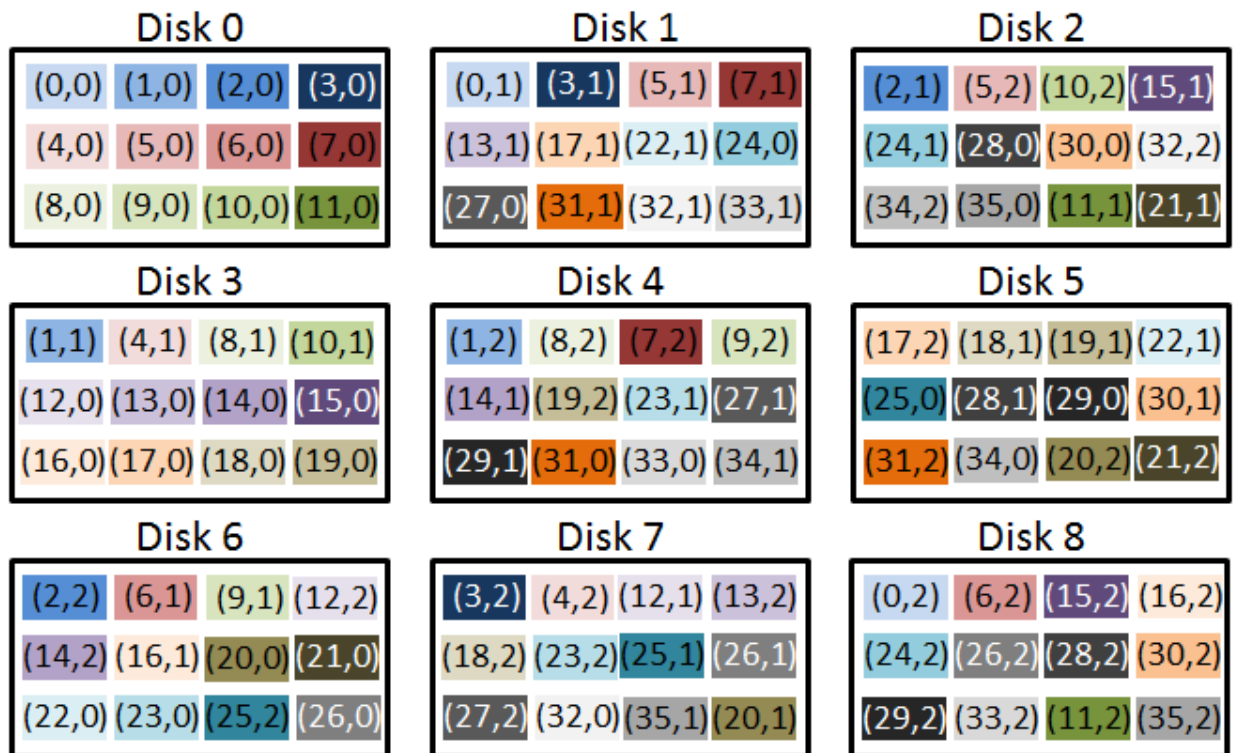 Disk 0 Disk 1 Disk 2
(0,0) (1,0) (2,0) (3,0) (0,1) (3,1) (5,1) (7,1) (2,1) (5,2) (10,2) (15,1)
(4,0) (5,0) (6,0) (7,0) (13,1) (17,1) (22,1) (24,0) (24,1) (28,0) (30,0) (32,2)
(8,0) (9,0) (10,0) (11,0) (27,0) (31,1) (32,1) (33,1) (34,2) (35,0) (11,1) (21,1)
Disk 3 Disk 4 Disk 5
(1,1) (4,1) (8,1) (10,1) (1,2) (8,2) (7,2) (9,2) (17,2) (18,1) (19,1) (22,1)
(12,0) (13,0) (14,0) (15,0) (14,1) (19,2) (23,1) (27,1) (25,0) (28,1) (29,0) (30,1)
(16,0) (17,0) (18,0) (19,0) (29,1) (31,0) (33,0) (34,1) (31,2) (34,0) (20,2) (21,2)
Disk 6 Disk 7 Disk 8
(2,2) (6,1) (9,1) (12,2) (3,2) (4,2) (12,1) (13,2) (0,2) (6,2) (15,2) (16,2)
(14,2) (16,1) (20,0) (21,0) (18,2) (23,2) (25,1) (26,1) (24,2) (26,2) (28,2) (30,2)
(22,0) (23,0) (25,2) (26,0) (27,2) (32,0) (35,1) (20,1) (29,2) (33,2) (11,2) (35,2)